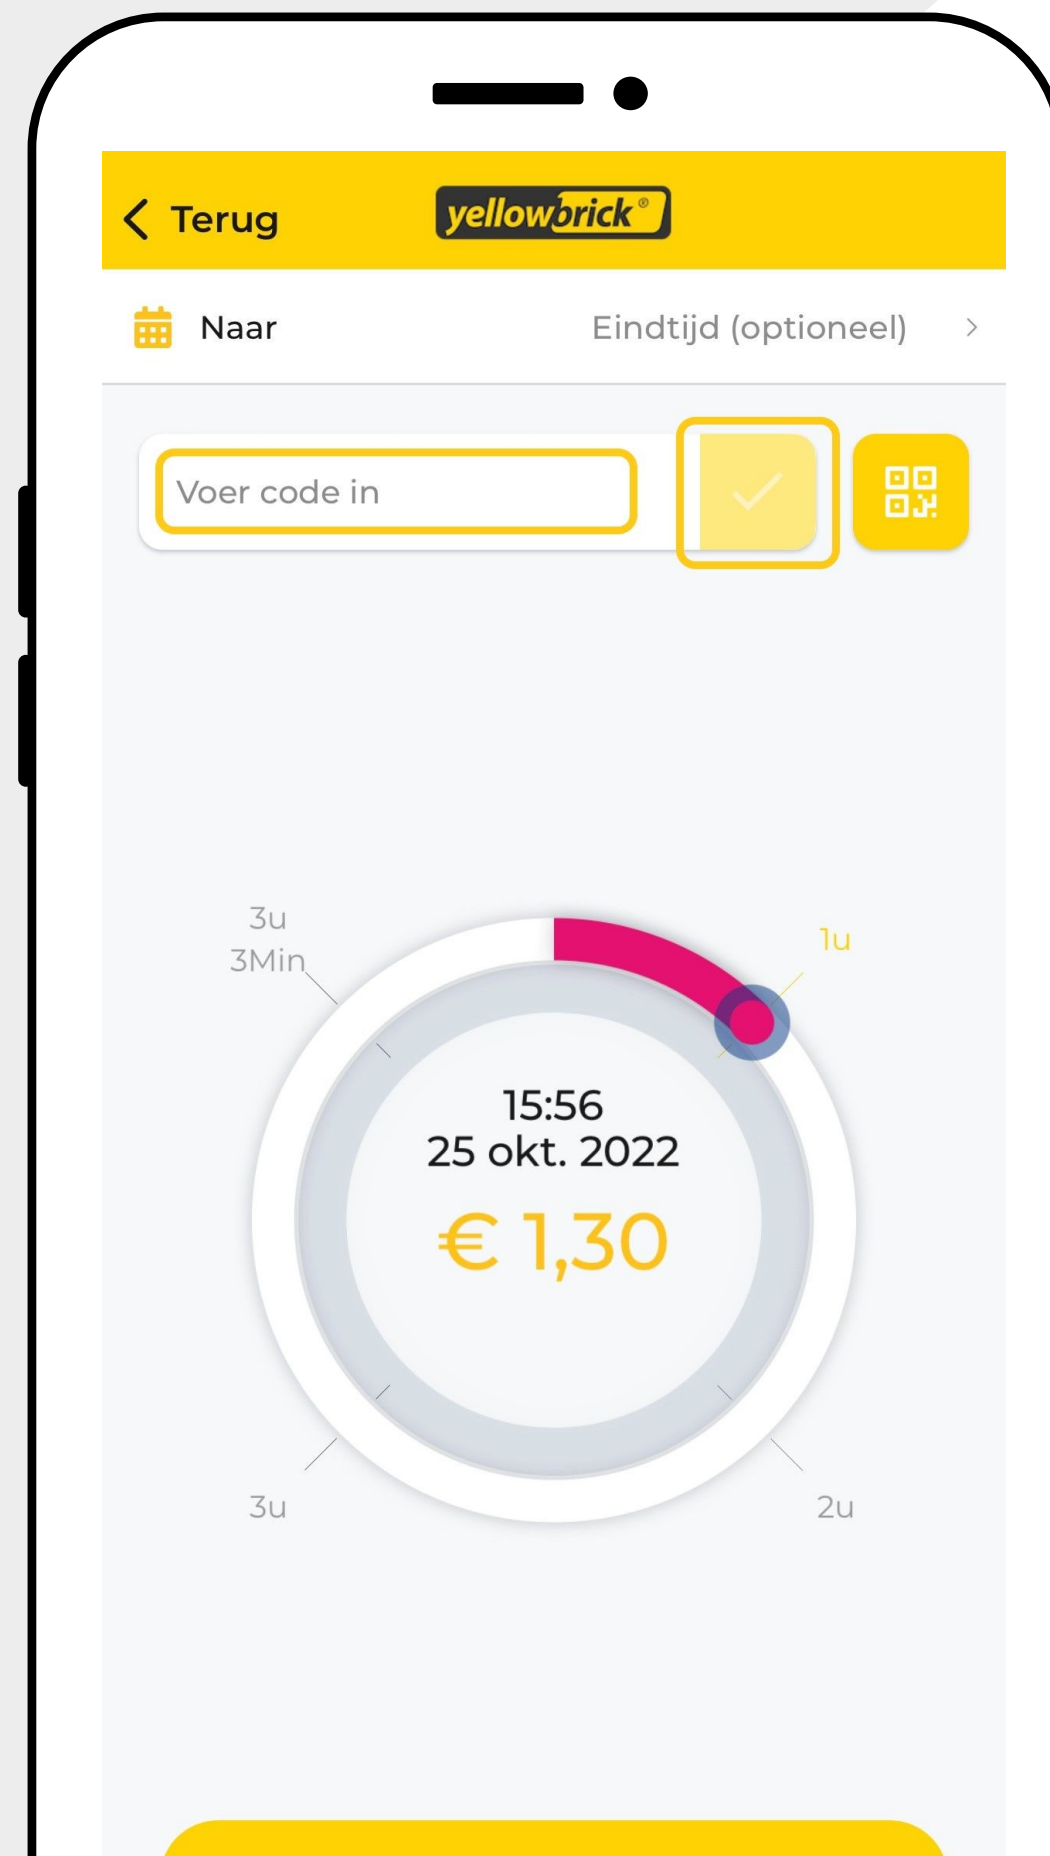 Terug
yellowbrick®
Naar
Eindtijd (optioneel)
Voer code in
3u
3Min
1u
15:56
25 okt. 2022
€ 1,30
3u
2u